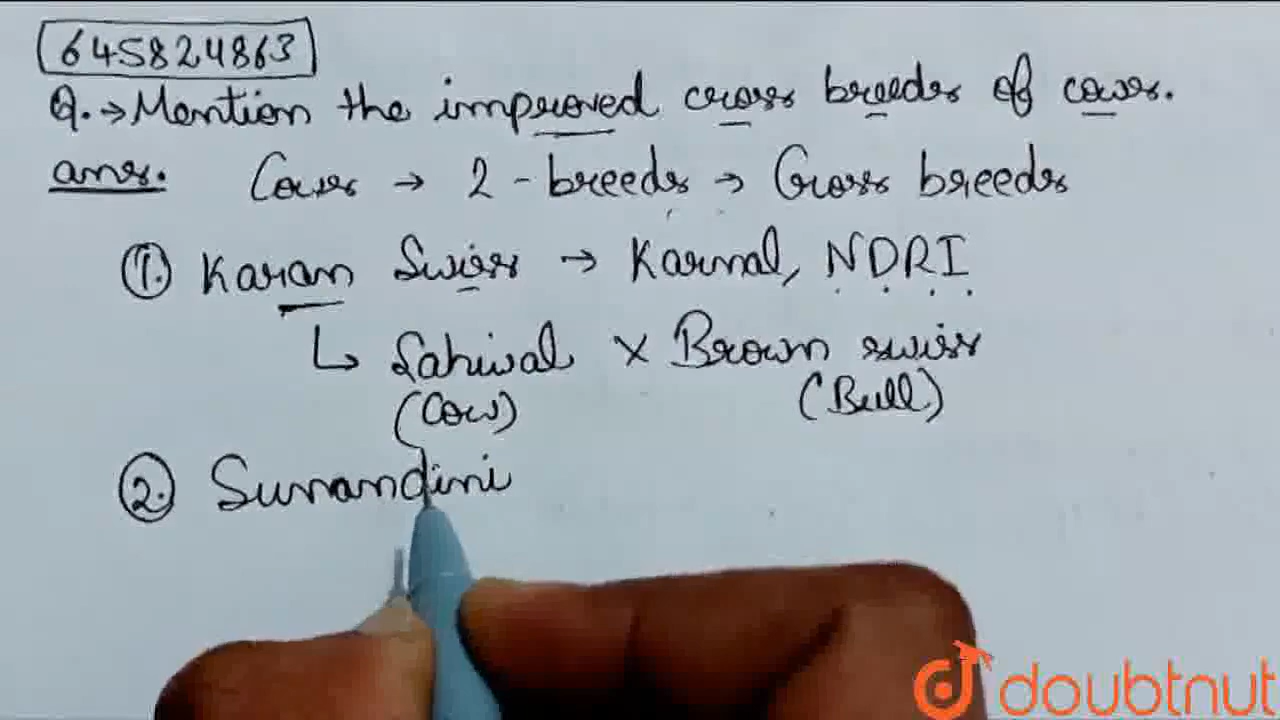 645824863
Q. → Mention the improved cross breeds of cows.
ans. Cows → 2 - breeds → Cross breeds
1. Karan Swiss → Karnal, NDRI
↳ Sahiwal × Brown swiss
(Cow) (Bull)
2. Sunandini
doubtnut